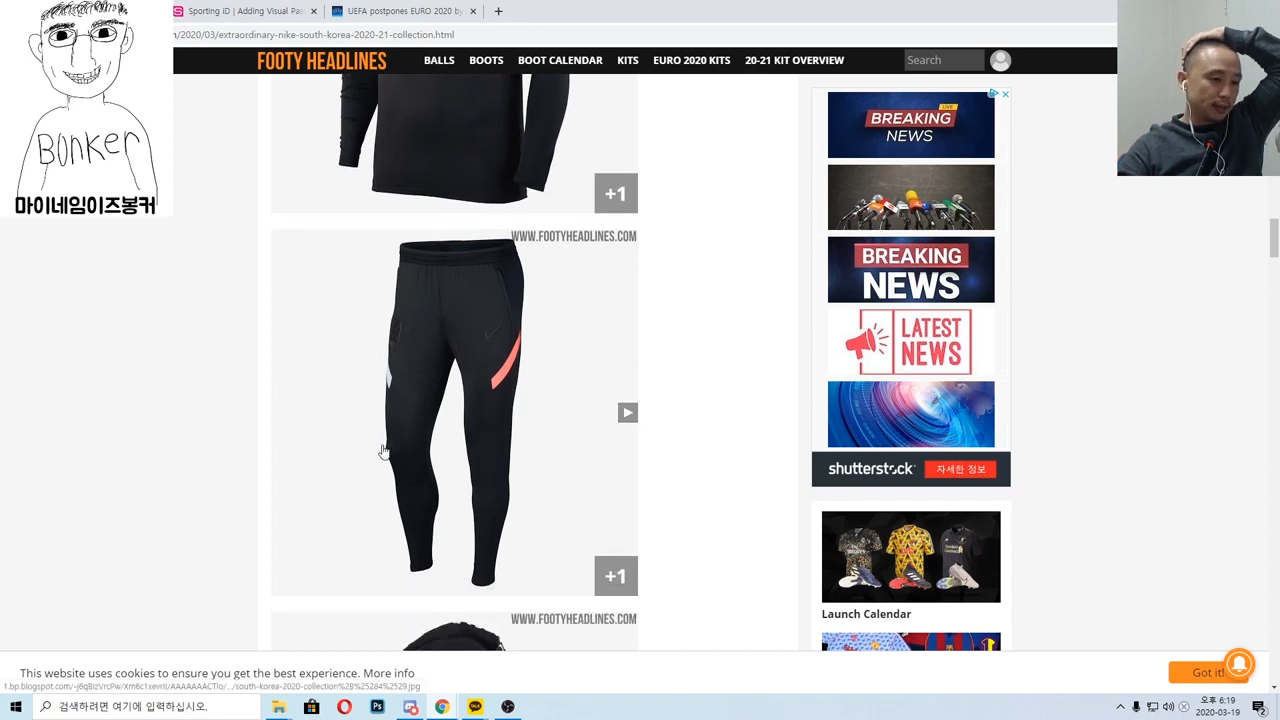 Sporting ID | Adding Visual Pas
UEFA postpones EURO 2020 by
/2020/03/extraordinary-nike-south-korea-2020-21-collection.html
FOOTY HEADLINES
BALLS BOOTS BOOT CALENDAR KITS EURO 2020 KITS 20-21 KIT OVERVIEW
Search
BONKER
마이네임이즈봉커
+1
WWW.FOOTYHEADLINES.COM
+1
WWW.FOOTYHEADLINES.COM
LIVE
BREAKING
NEWS
BREAKING
NEWS
LATEST
NEWS
shutterstock
자세한 정보
Launch Calendar
This website uses cookies to ensure you get the best experience. More info
Got it!
검색하려면 여기에 입력하십시오.
오후 6:19
2020-03-19
2